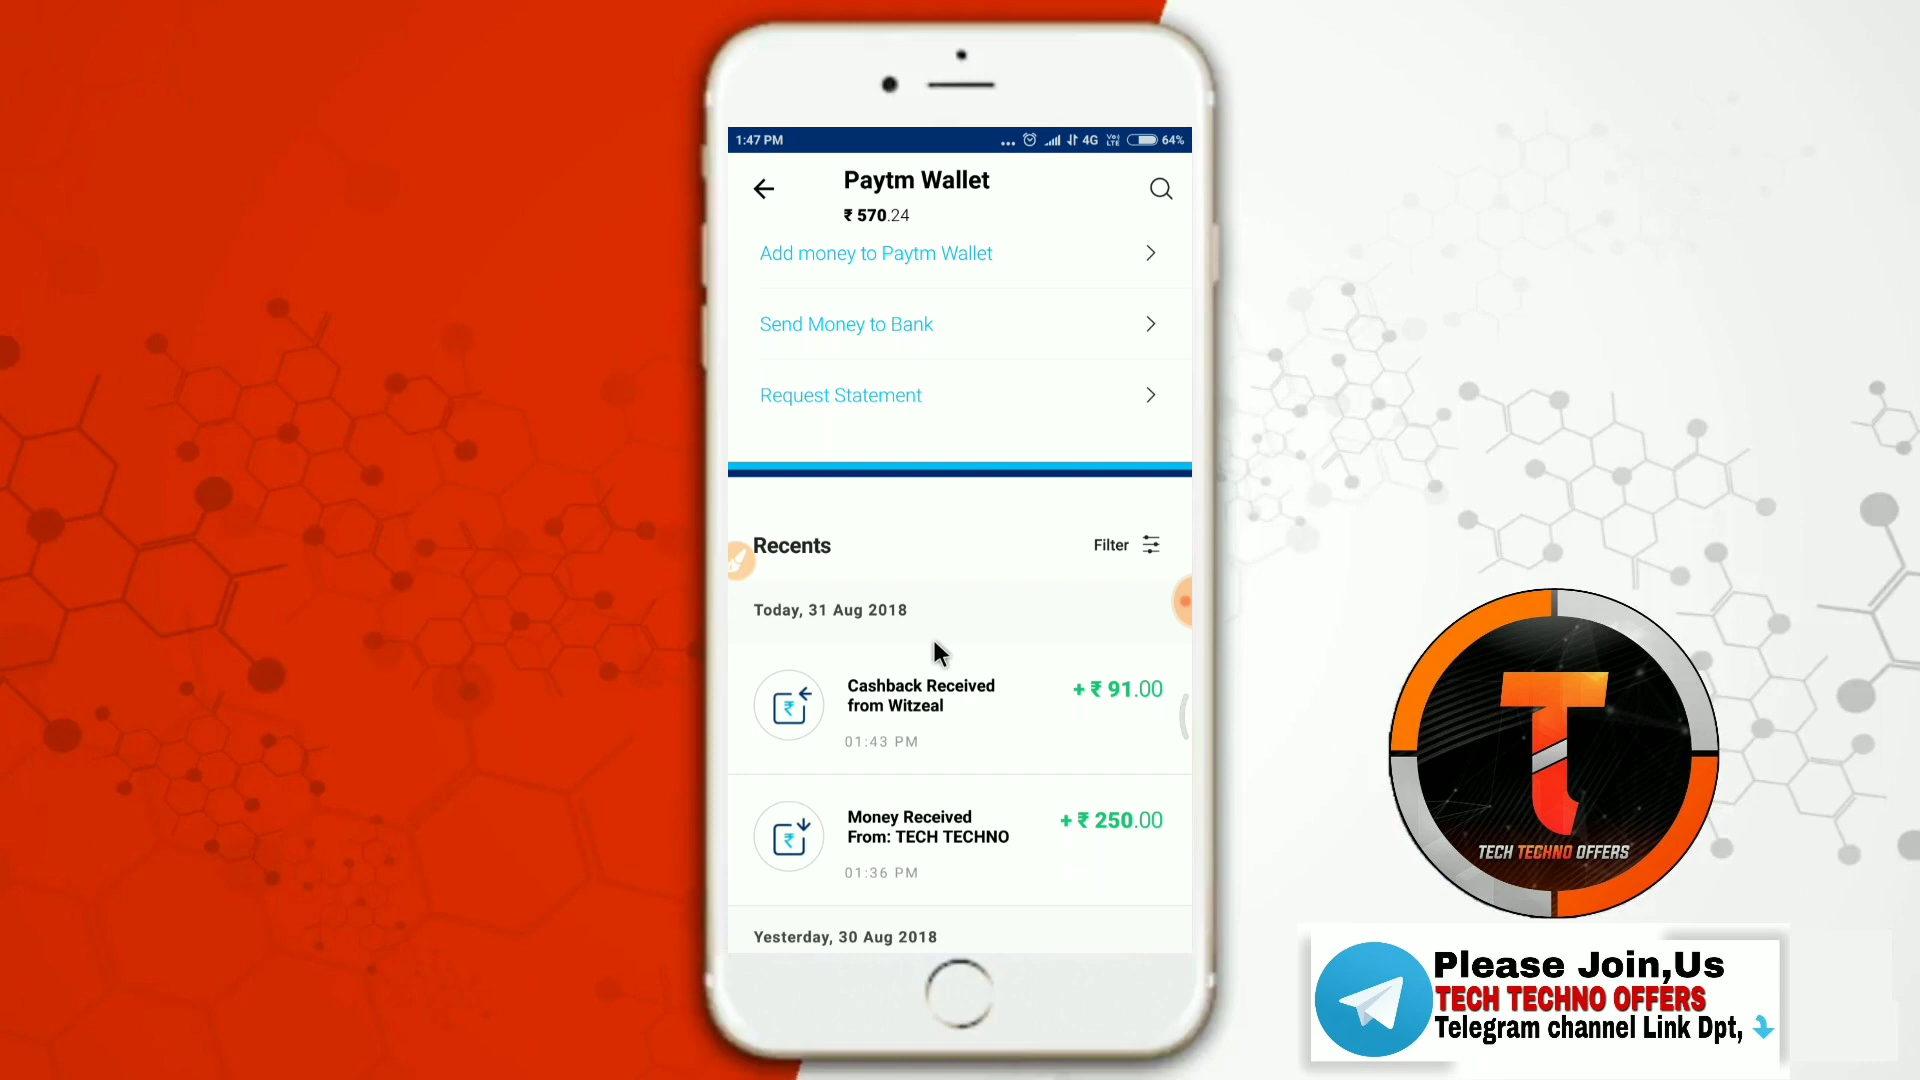 1:47 PM
4G VoLTE 64%
Paytm Wallet
₹ 570.24
Add money to Paytm Wallet
Send Money to Bank
Request Statement
Recents
Filter
Today, 31 Aug 2018
Cashback Received
from Witzeal
+ ₹ 91.00
01:43 PM
Money Received
From: TECH TECHNO
+ ₹ 250.00
01:36 PM
Yesterday, 30 Aug 2018
TECH TECHNO OFFERS
Please Join,Us
TECH TECHNO OFFERS
Telegram channel Link Dpt,